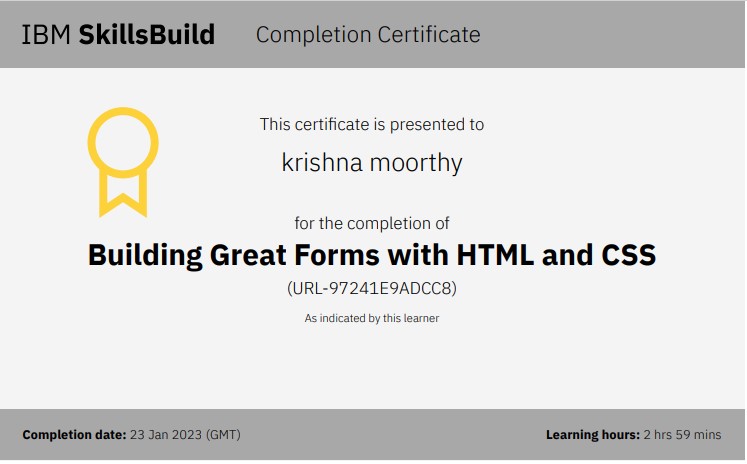 IBM SkillsBuild Completion Certificate
This certificate is presented to
krishna moorthy
for the completion of
Building Great Forms with HTML and CSS
(URL-97241E9ADCC8)
As indicated by this learner
Completion date: 23 Jan 2023 (GMT) Learning hours: 2 hrs 59 mins